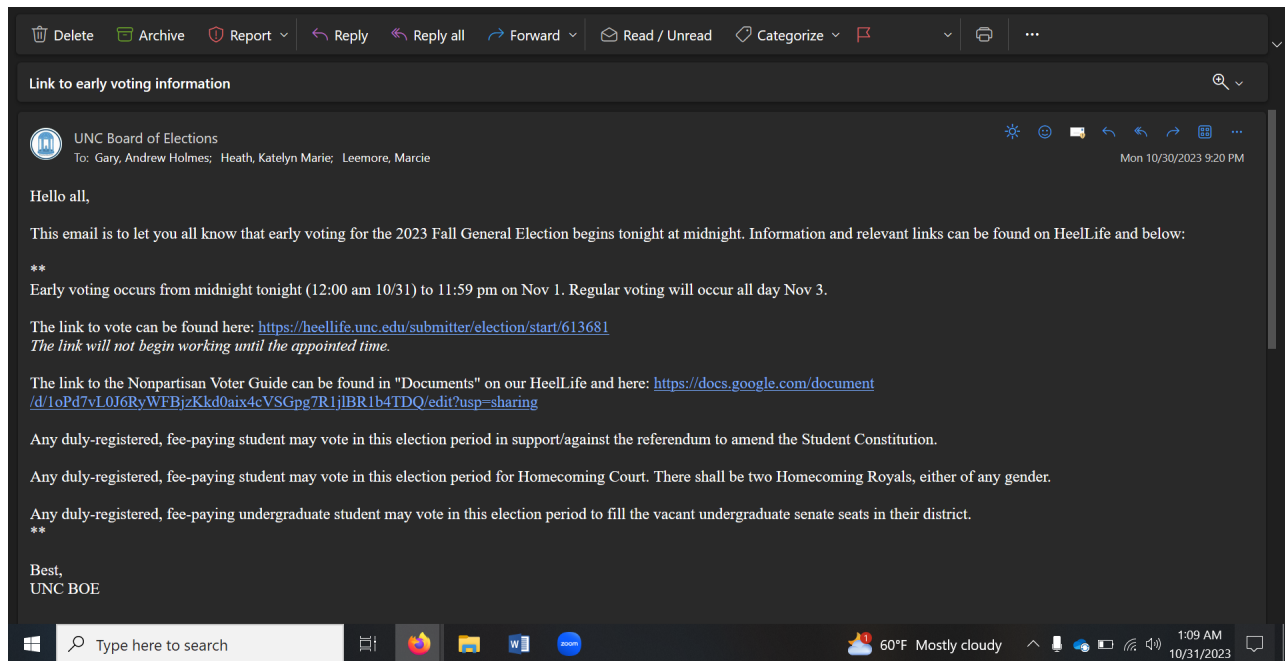 Delete Archive Report Reply Reply all Forward Read / Unread Categorize ...
Link to early voting information
UNC Board of Elections
To: Gary, Andrew Holmes; Heath, Katelyn Marie; Leemore, Marcie
Mon 10/30/2023 9:20 PM
Hello all,
This email is to let you all know that early voting for the 2023 Fall General Election begins tonight at midnight. Information and relevant links can be found on HeelLife and below:
**
Early voting occurs from midnight tonight (12:00 am 10/31) to 11:59 pm on Nov 1. Regular voting will occur all day Nov 3.
The link to vote can be found here: https://heellife.unc.edu/submitter/election/start/613681
The link will not begin working until the appointed time.
The link to the Nonpartisan Voter Guide can be found in "Documents" on our HeelLife and here: https://docs.google.com/document
/d/1oPd7vL0J6RyWFBjzKkd0aix4cVSGpg7R1jlBR1b4TDQ/edit?usp=sharing
Any duly-registered, fee-paying student may vote in this election period in support/against the referendum to amend the Student Constitution.
Any duly-registered, fee-paying student may vote in this election period for Homecoming Court. There shall be two Homecoming Royals, either of any gender.
Any duly-registered, fee-paying undergraduate student may vote in this election period to fill the vacant undergraduate senate seats in their district.
**
Best,
UNC BOE
Type here to search
W
zoom
1
60°F Mostly cloudy
1:09 AM
10/31/2023